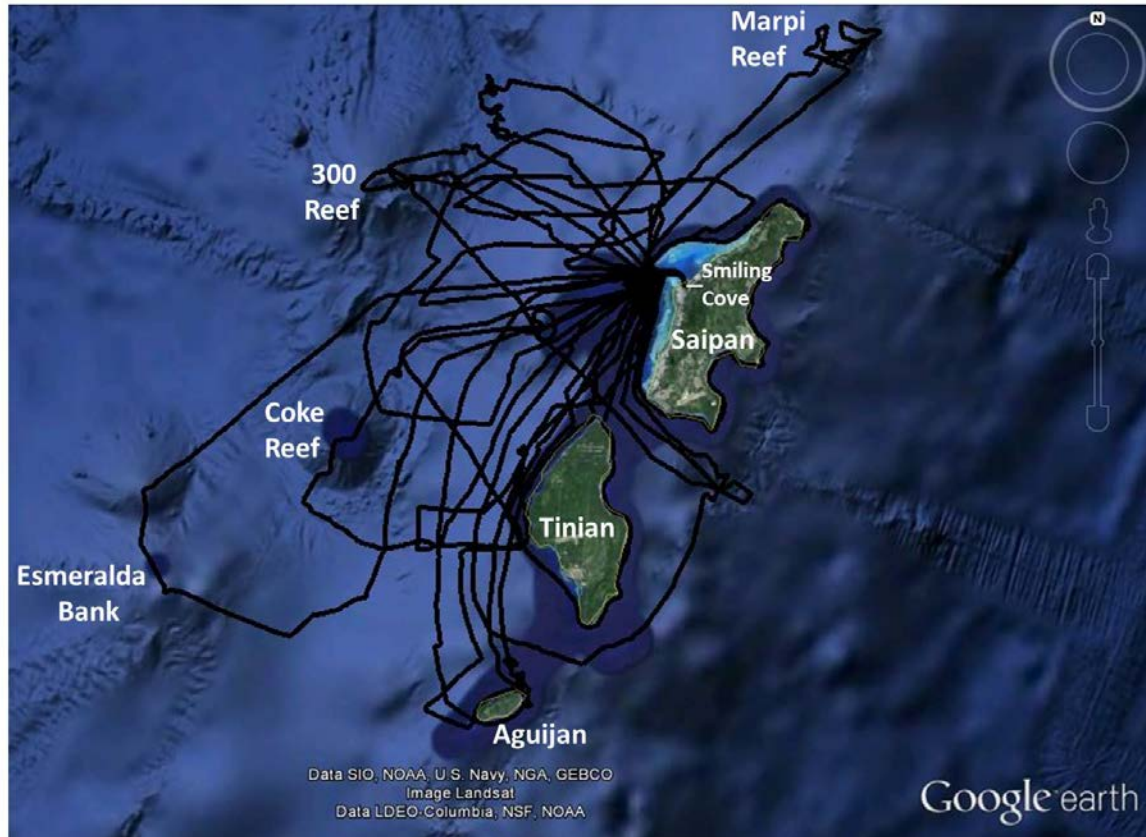 Marpi
Reef
N
300
Reef
Smiling
Cove
Saipan
Coke
Reef
Tinian
Esmeralda
Bank
Aguijan
Data SIO, NOAA, U.S. Navy, NGA, GEBCO
Image Landsat
Data LDEO-Columbia, NSF, NOAA
Google earth